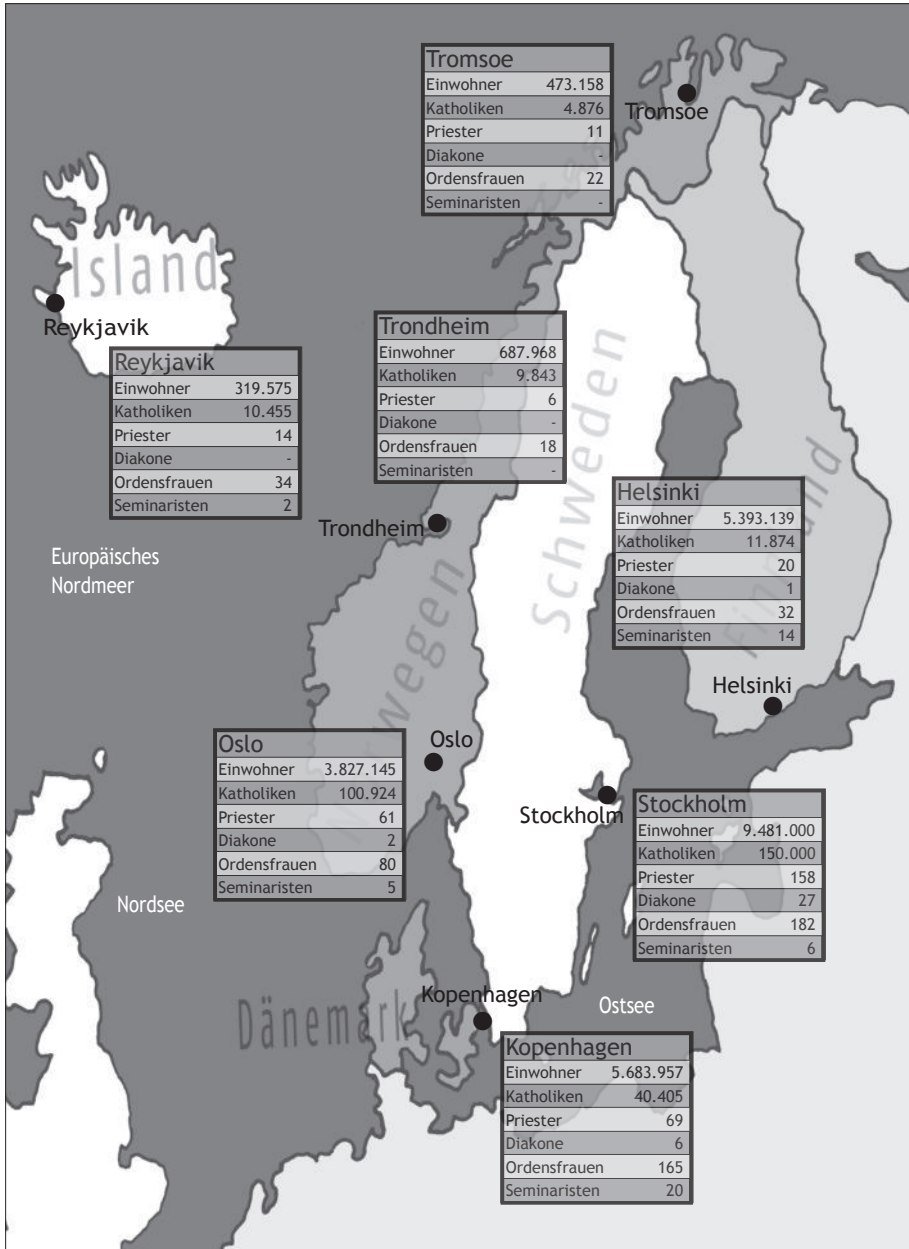 Tromsoe
Einwohner 473.158
Katholiken 4.876
Priester 11
Diakone -
Ordensfrauen 22
Seminaristen -
Tromsoe
Island
Reykjavik
Reykjavik
Einwohner 319.575
Katholiken 10.455
Priester 14
Diakone -
Ordensfrauen 34
Seminaristen 2
Trondheim
Einwohner 687.968
Katholiken 9.843
Priester 6
Diakone -
Ordensfrauen 18
Seminaristen -
Trondheim
Schweden
Europäisches
Nordmeer
Norwegen
Helsinki
Einwohner 5.393.139
Katholiken 11.874
Priester 20
Diakone 1
Ordensfrauen 32
Seminaristen 14
Finnland
Helsinki
Oslo
Einwohner 3.827.145
Katholiken 100.924
Priester 61
Diakone 2
Ordensfrauen 80
Seminaristen 5
Oslo
Stockholm
Stockholm
Einwohner 9.481.000
Katholiken 150.000
Priester 158
Diakone 27
Ordensfrauen 182
Seminaristen 6
Nordsee
Dänemark
Kopenhagen
Ostsee
Kopenhagen
Einwohner 5.683.957
Katholiken 40.405
Priester 69
Diakone 6
Ordensfrauen 165
Seminaristen 20